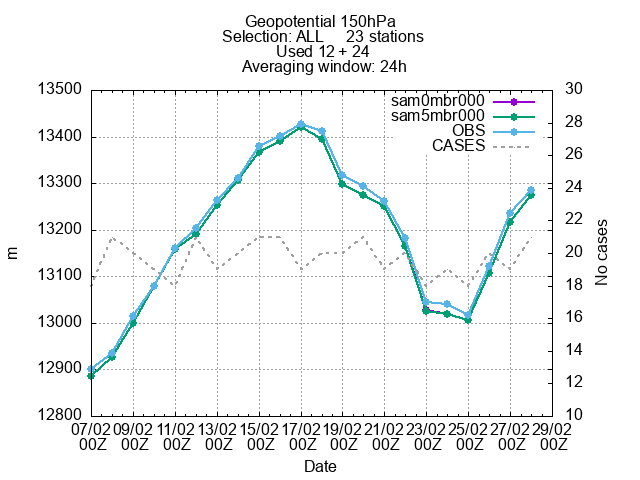 Geopotential 150hPa
Selection: ALL 23 stations
Used 12 + 24
Averaging window: 24h
sam0mbr000
sam5mbr000
OBS
CASES
13500
13400
13300
13200
13100
13000
12900
12800
m
30
28
26
24
22
20
18
16
14
12
10
No cases
07/02 09/02 11/02 13/02 15/02 17/02 19/02 21/02 23/02 25/02 27/02 29/02
00Z 00Z 00Z 00Z 00Z 00Z 00Z 00Z 00Z 00Z 00Z 00Z
Date